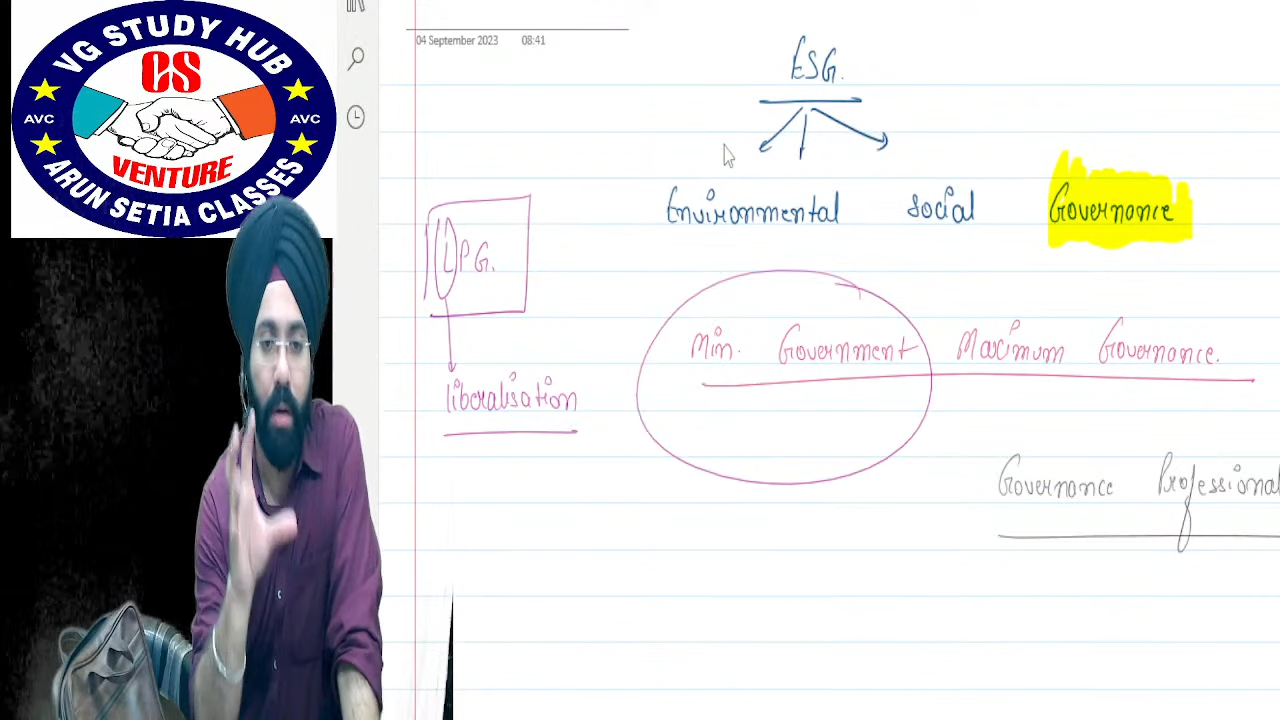 VG STUDY HUB
CS
AVC
AVC
VENTURE
ARUN SETIA CLASSES
04 September 2023 08:41
ESG.
Environmental Social Governance
LPG.
liberalisation
Min. Government Maximum Governance.
Governance Professional